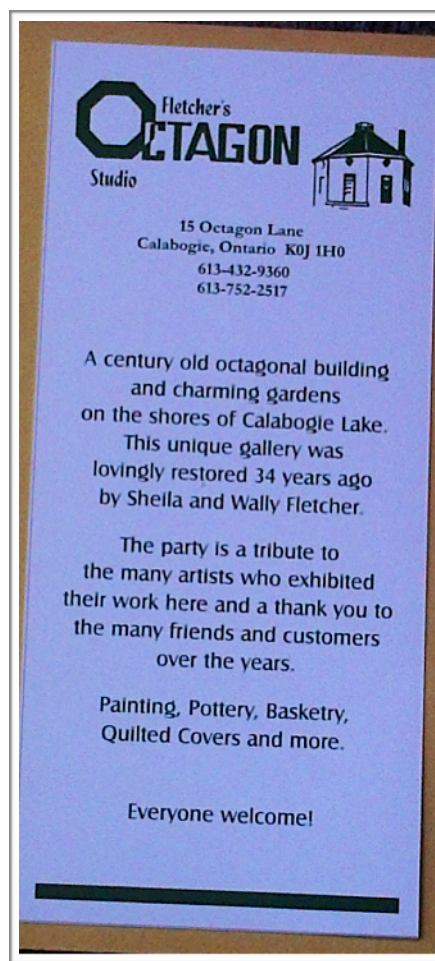 Fletcher's
OCTAGON
Studio
15 Octagon Lane
Calabogie, Ontario K0J 1H0
613-432-9360
613-752-2517
A century old octagonal building
and charming gardens
on the shores of Calabogie Lake.
This unique gallery was
lovingly restored 34 years ago
by Sheila and Wally Fletcher.
The party is a tribute to
the many artists who exhibited
their work here and a thank you to
the many friends and customers
over the years.
Painting, Pottery, Basketry,
Quilted Covers and more.
Everyone welcome!